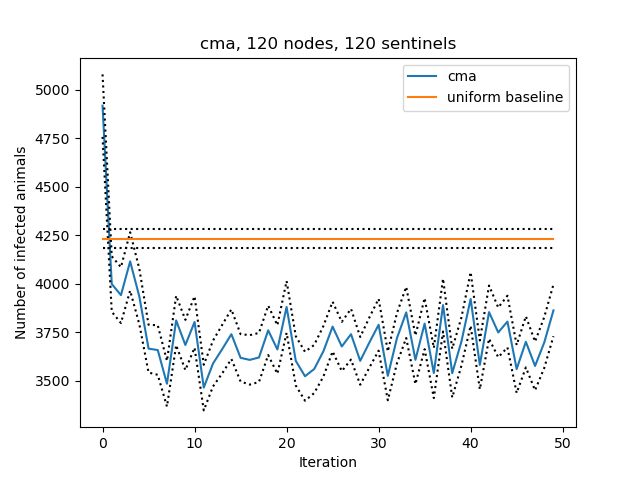 cma, 120 nodes, 120 sentinels
cma
uniform baseline
Number of infected animals
5000
4750
4500
4250
4000
3750
3500
0
10
20
30
40
50
Iteration